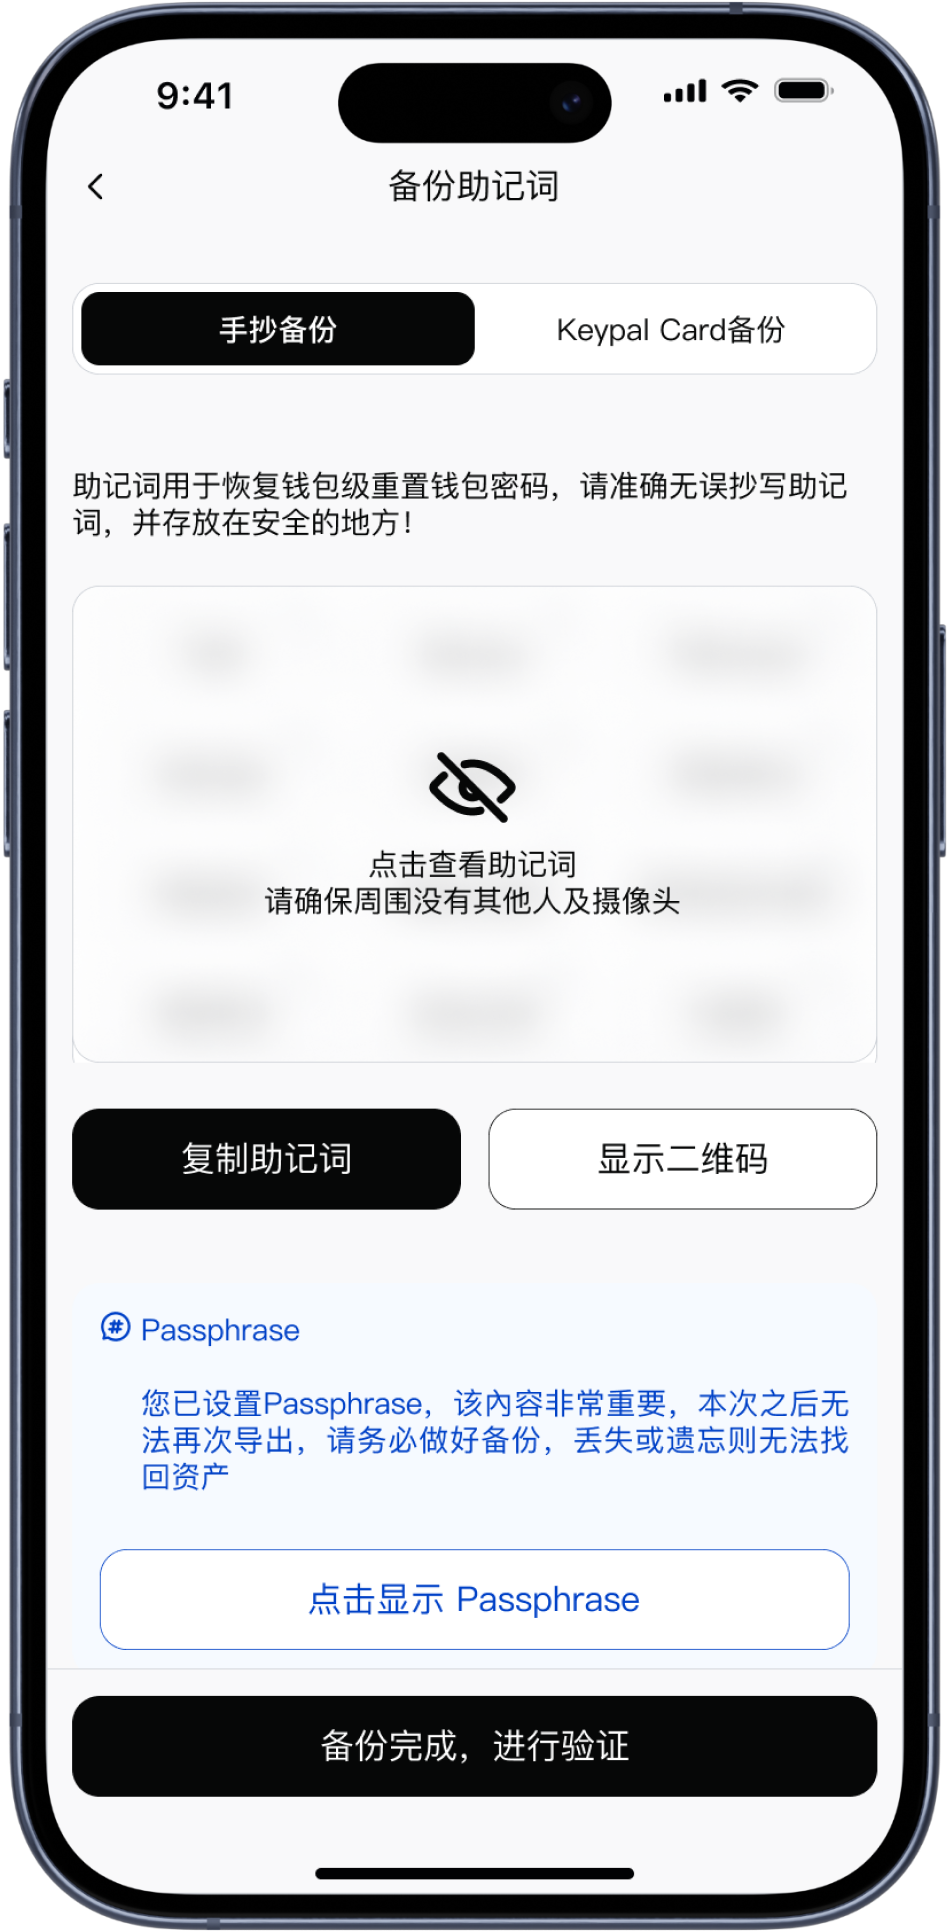 9:41
备份助记词
手抄备份
Keypal Card备份
助记词用于恢复钱包级重置钱包密码，请准确无误抄写助记
词，并存放在安全的地方！
点击查看助记词
请确保周围没有其他人及摄像头
复制助记词
显示二维码
Passphrase
您已设置Passphrase，该内容非常重要，本次之后无
法再次导出，请务必做好备份，丢失或遗忘则无法找
回资产
点击显示 Passphrase
备份完成，进行验证